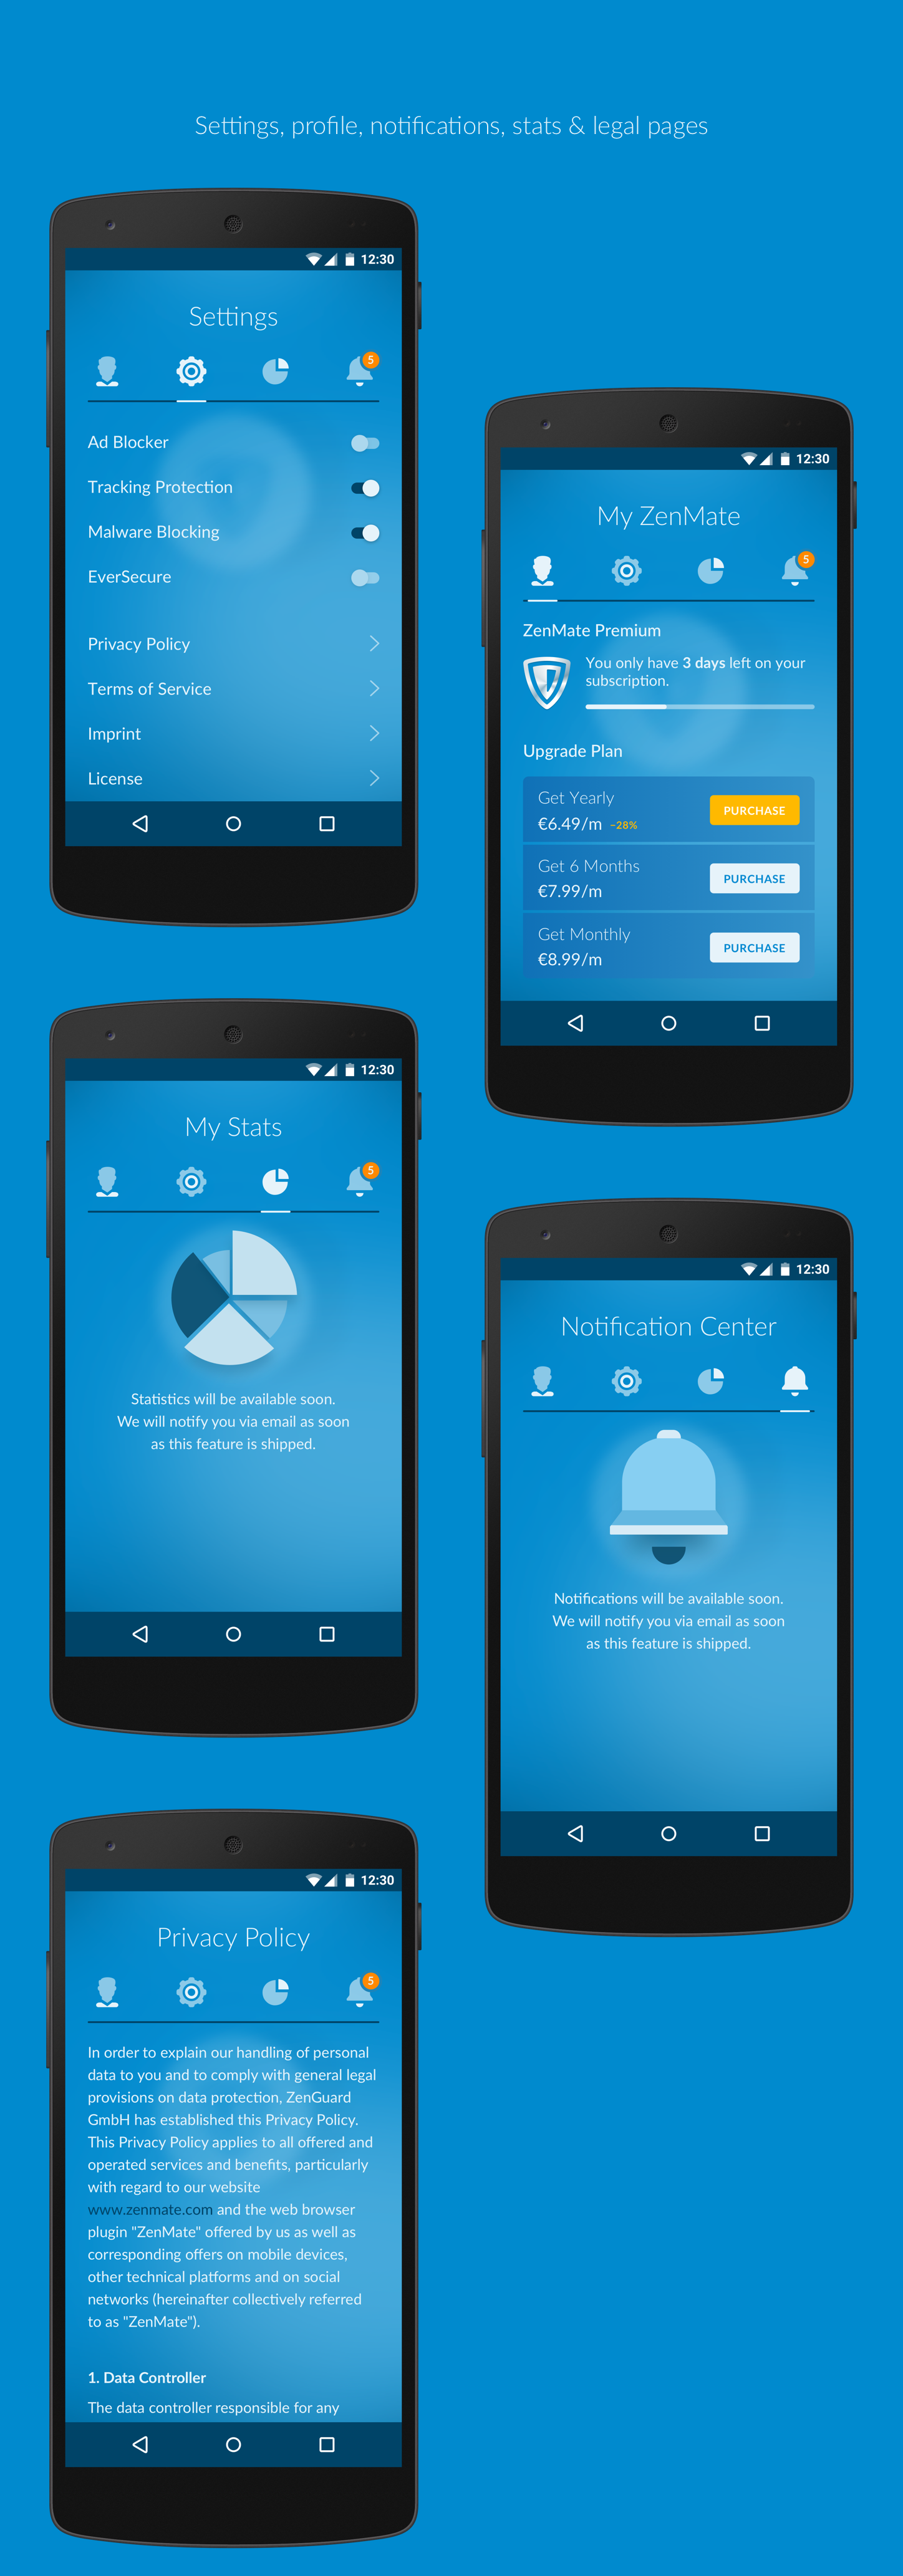 Settings, profile, notifications, stats & legal pages
12:30
Settings
5
Ad Blocker
Tracking Protection
Malware Blocking
EverSecure
Privacy Policy
Terms of Service
Imprint
License
12:30
My ZenMate
5
ZenMate Premium
You only have 3 days left on your
subscription.
Upgrade Plan
Get Yearly
€6.49/m -28%
PURCHASE
Get 6 Months
€7.99/m
PURCHASE
Get Monthly
€8.99/m
PURCHASE
12:30
My Stats
5
Statistics will be available soon.
We will notify you via email as soon
as this feature is shipped.
12:30
Notification Center
Notifications will be available soon.
We will notify you via email as soon
as this feature is shipped.
12:30
Privacy Policy
5
In order to explain our handling of personal
data to you and to comply with general legal
provisions on data protection, ZenGuard
GmbH has established this Privacy Policy.
This Privacy Policy applies to all offered and
operated services and benefits, particularly
with regard to our website
www.zenmate.com and the web browser
plugin "ZenMate" offered by us as well as
corresponding offers on mobile devices,
other technical platforms and on social
networks (hereinafter collectively referred
to as "ZenMate").
1. Data Controller
The data controller responsible for any